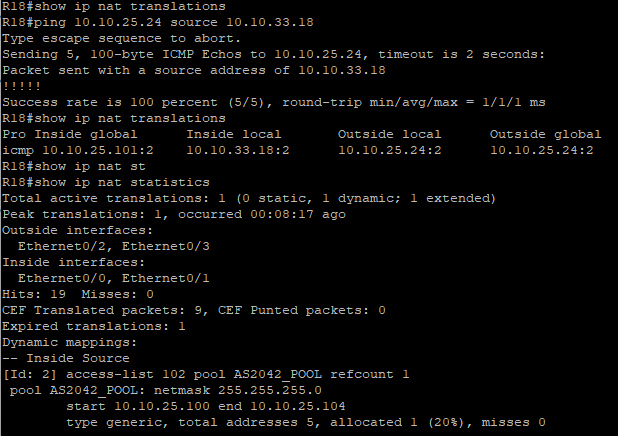 R18#show ip nat translations
R18#ping 10.10.25.24 source 10.10.33.18
Type escape sequence to abort.
Sending 5, 100-byte ICMP Echos to 10.10.25.24, timeout is 2 seconds:
Packet sent with a source address of 10.10.33.18
!!!!!
Success rate is 100 percent (5/5), round-trip min/avg/max = 1/1/1 ms
R18#show ip nat translations
Pro Inside global      Inside local       Outside local      Outside global
icmp 10.10.25.101:2    10.10.33.18:2      10.10.25.24:2      10.10.25.24:2
R18#show ip nat st
R18#show ip nat statistics
Total active translations: 1 (0 static, 1 dynamic; 1 extended)
Peak translations: 1, occurred 00:08:17 ago
Outside interfaces:
  Ethernet0/2, Ethernet0/3
Inside interfaces:
  Ethernet0/0, Ethernet0/1
Hits: 19  Misses: 0
CEF Translated packets: 9, CEF Punted packets: 0
Expired translations: 1
Dynamic mappings:
-- Inside Source
[Id: 2] access-list 102 pool AS2042_POOL refcount 1
 pool AS2042_POOL: netmask 255.255.255.0
        start 10.10.25.100 end 10.10.25.104
        type generic, total addresses 5, allocated 1 (20%), misses 0